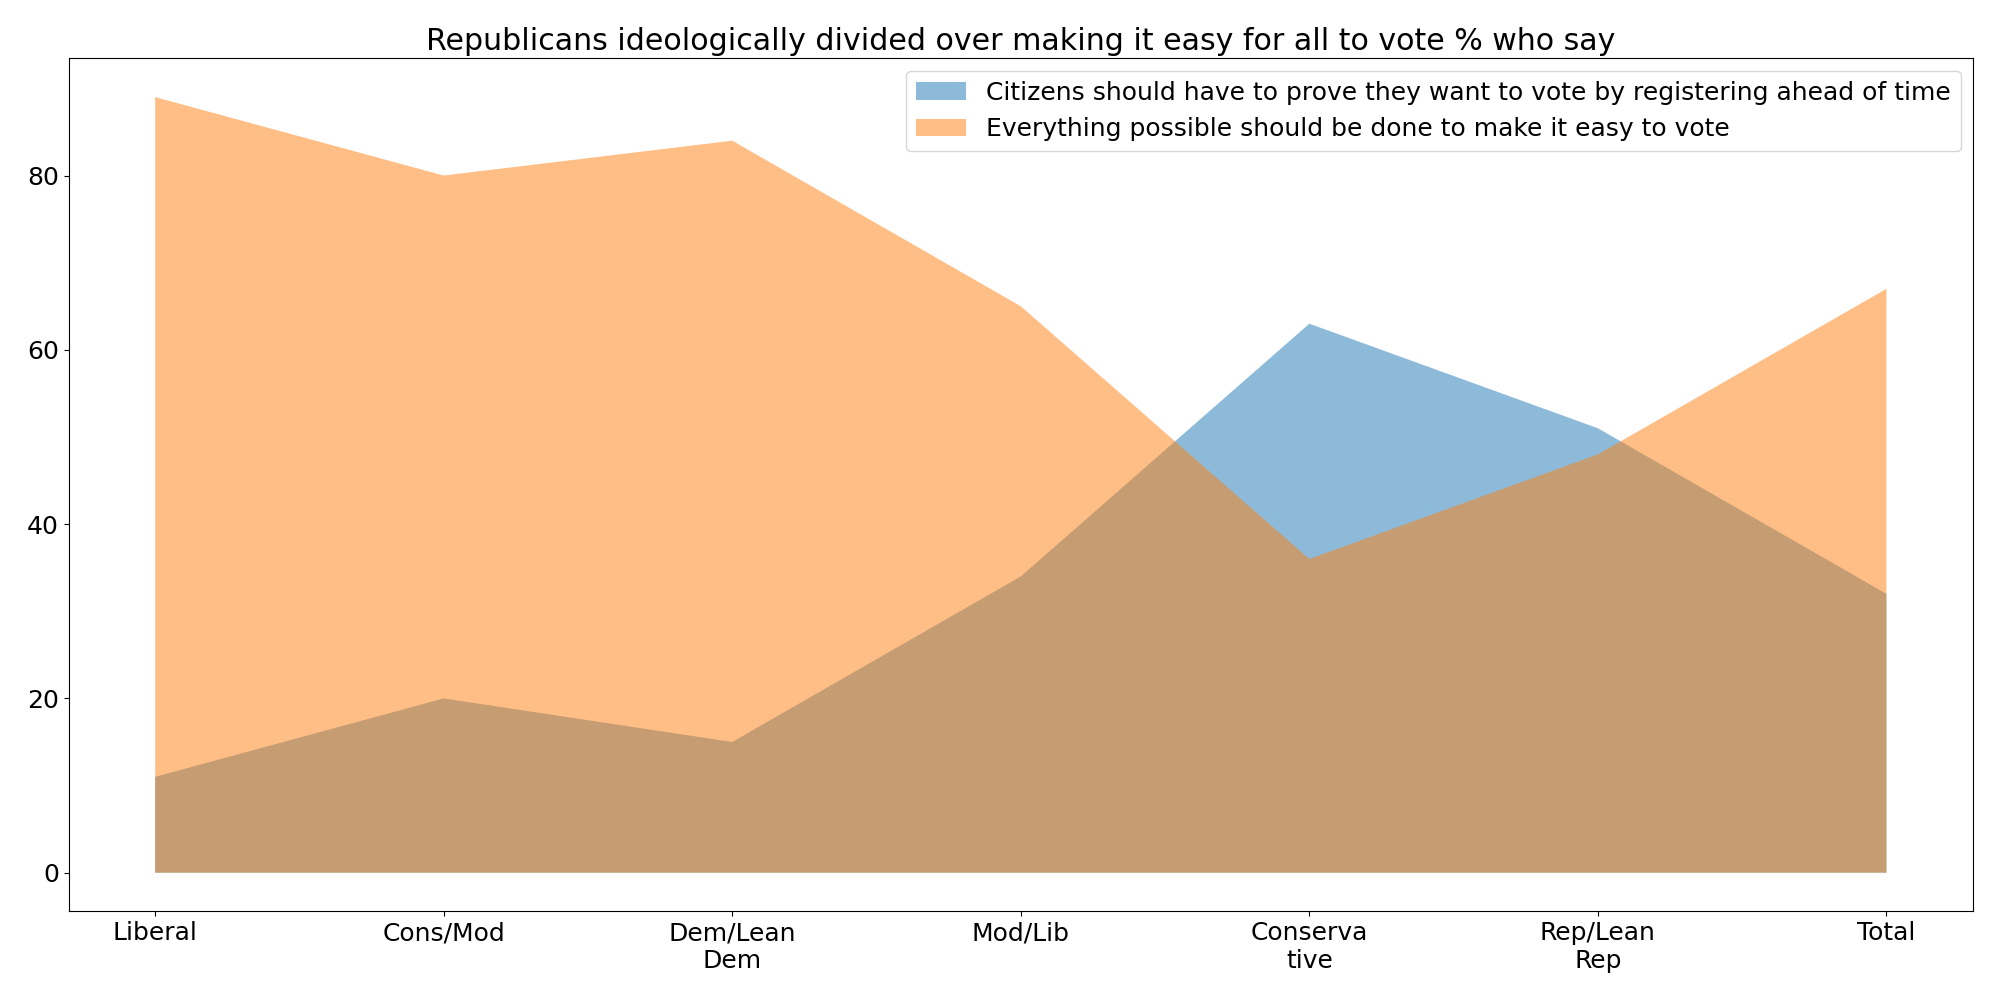 Republicans ideologically divided over making it easy for all to vote % who say
Citizens should have to prove they want to vote by registering ahead of time
Everything possible should be done to make it easy to vote
80
60
40
20
0
Liberal
Cons/Mod
Dem/Lean
Dem
Mod/Lib
Conserva
tive
Rep/Lean
Rep
Total